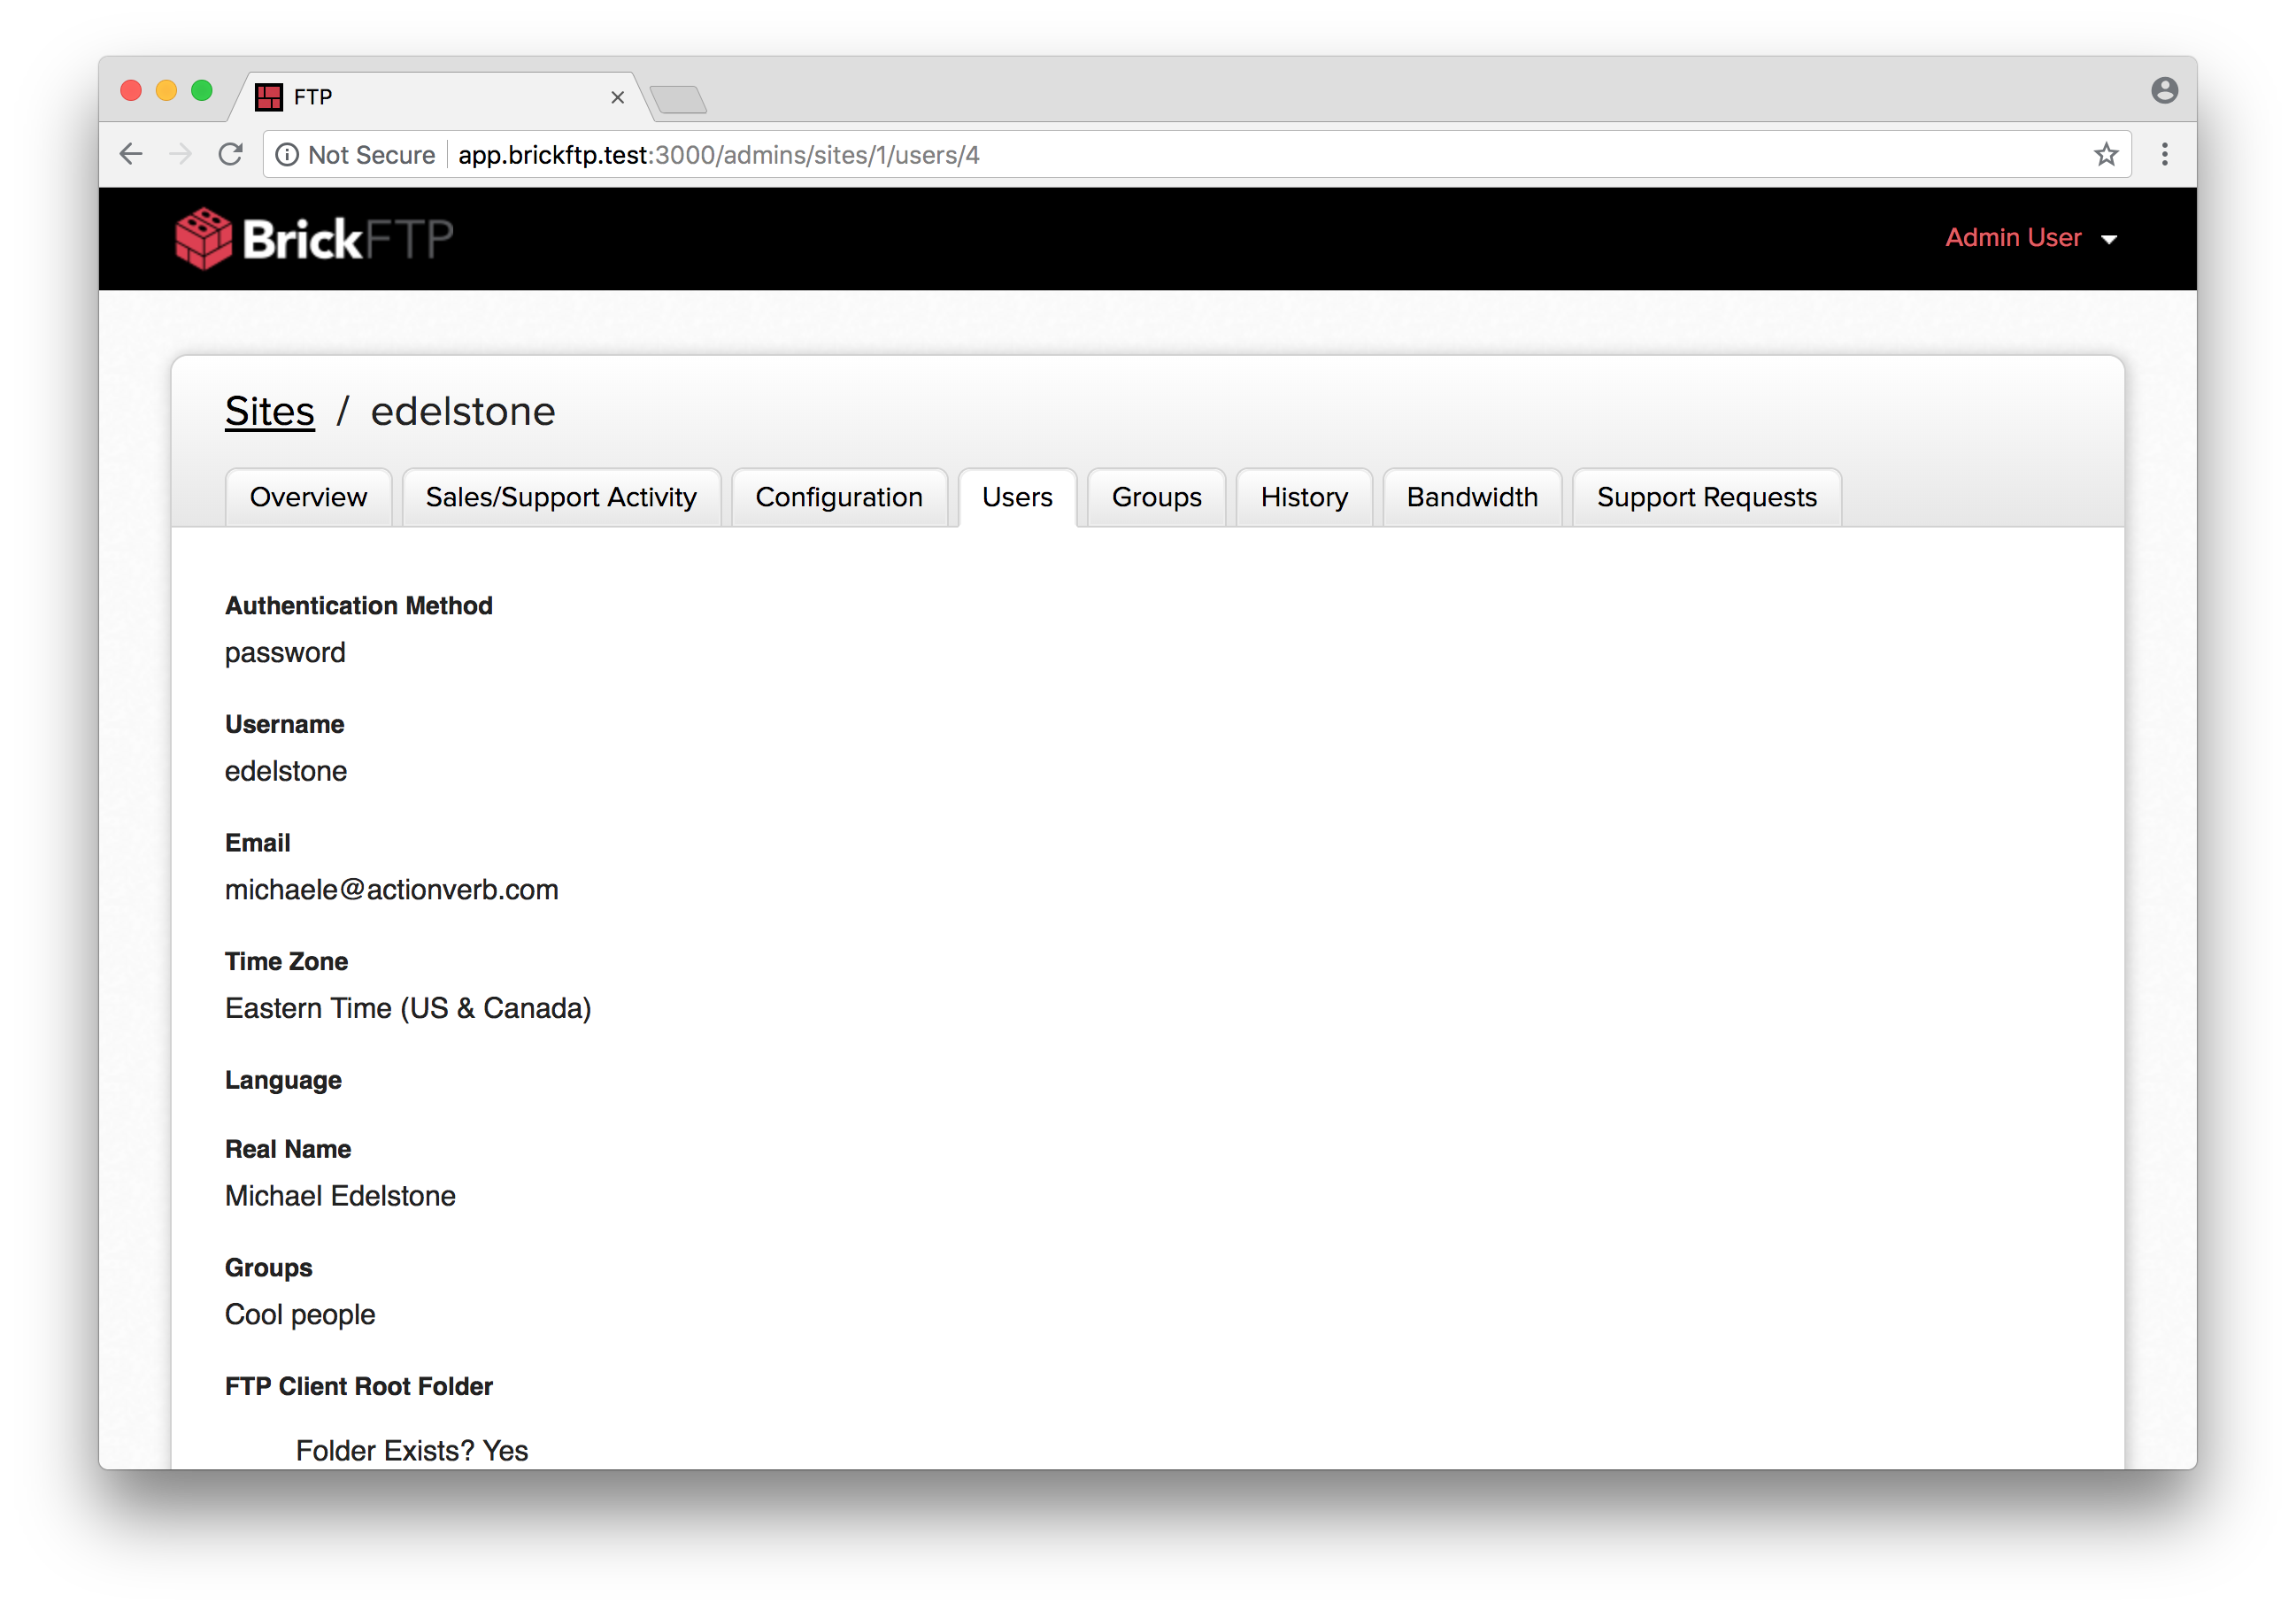 FTP
Not Secure app.brickftp.test:3000/admins/sites/1/users/4
BrickFTP
Admin User
Sites / edelstone
Overview Sales/Support Activity Configuration Users Groups History Bandwidth Support Requests
Authentication Method
password
Username
edelstone
Email
michaele@actionverb.com
Time Zone
Eastern Time (US & Canada)
Language
Real Name
Michael Edelstone
Groups
Cool people
FTP Client Root Folder
Folder Exists? Yes